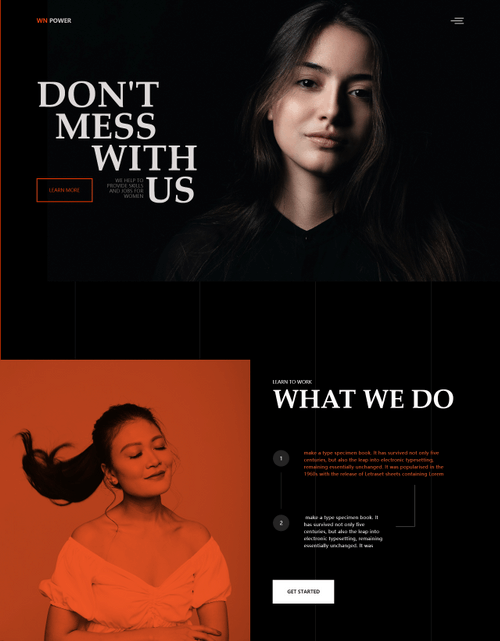 WN POWER
DON'T
MESS
WITH
US
LEARN MORE
WE HELP TO
PROVIDE SKILLS
AND JOBS FOR
WOMEN
LEARN TO WORK
WHAT WE DO
1
make a type specimen book. It has survived not only five
centuries, but also the leap into electronic typesetting,
remaining essentially unchanged. It was popularised in the
1960s with the release of Letraset sheets containing Lorem
2
make a type specimen book. It
has survived not only five
centuries, but also the leap into
electronic typesetting, remaining
essentially unchanged. It was
GET STARTED